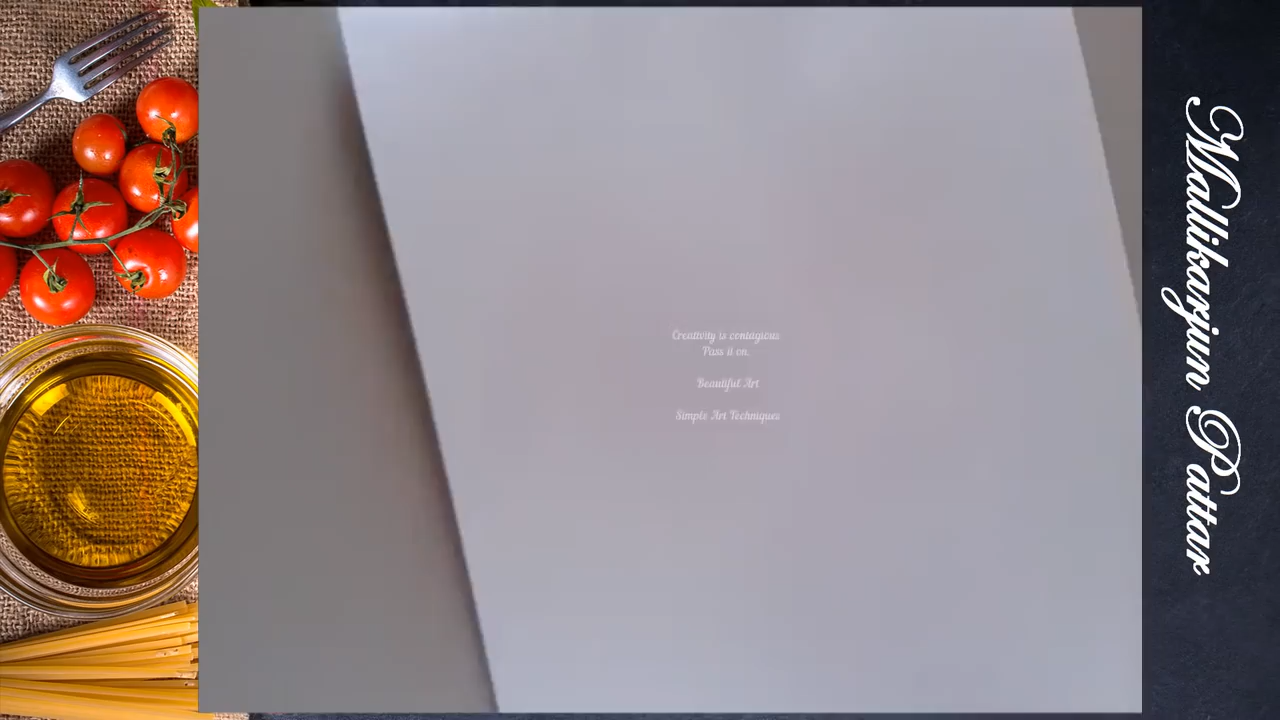 Creativity is contagious
Pass it on.
Beautiful Art
Simple Art Techniques
Mallikarjun Pattar